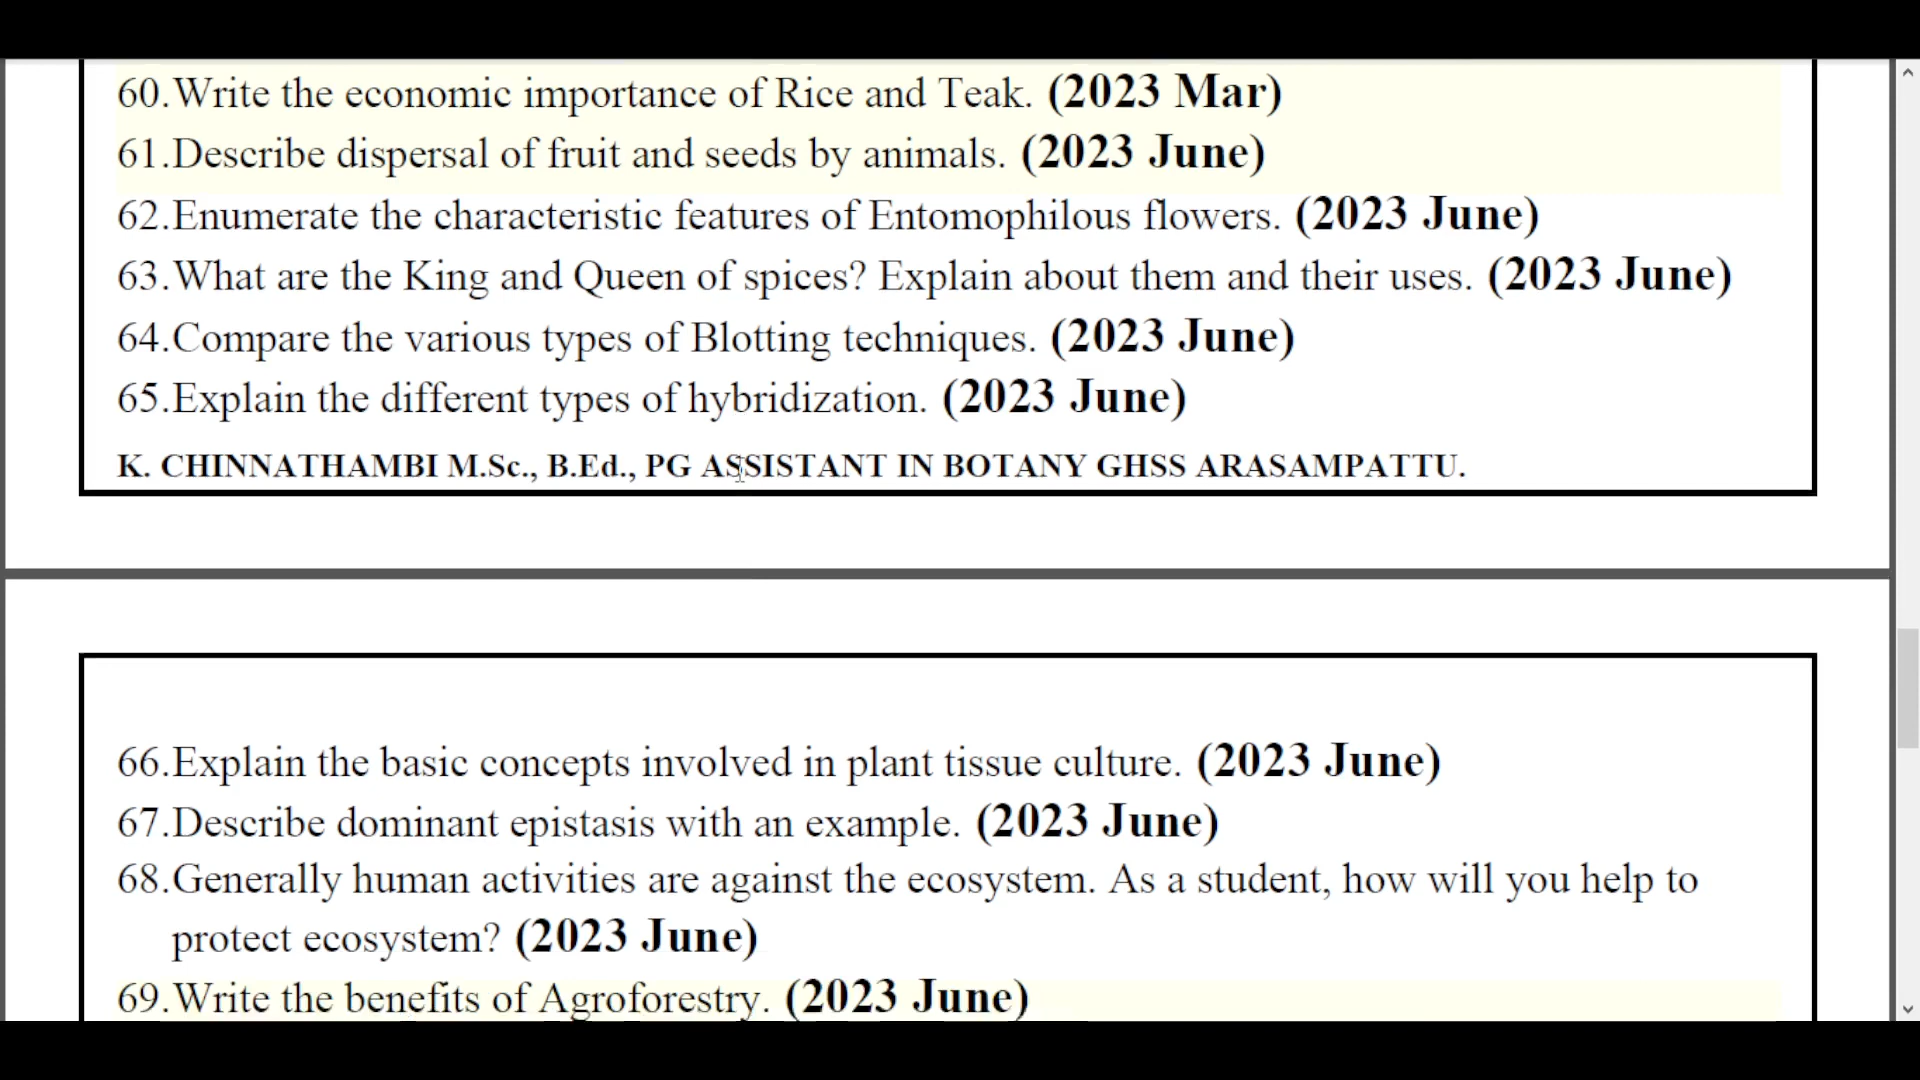 60.Write the economic importance of Rice and Teak. (2023 Mar)
61.Describe dispersal of fruit and seeds by animals. (2023 June)
62.Enumerate the characteristic features of Entomophilous flowers. (2023 June)
63.What are the King and Queen of spices? Explain about them and their uses. (2023 June)
64.Compare the various types of Blotting techniques. (2023 June)
65.Explain the different types of hybridization. (2023 June)
K. CHINNATHAMBI M.Sc., B.Ed., PG ASSISTANT IN BOTANY GHSS ARASAMPATTU.
66.Explain the basic concepts involved in plant tissue culture. (2023 June)
67.Describe dominant epistasis with an example. (2023 June)
68.Generally human activities are against the ecosystem. As a student, how will you help to
protect ecosystem? (2023 June)
69.Write the benefits of Agroforestry. (2023 June)